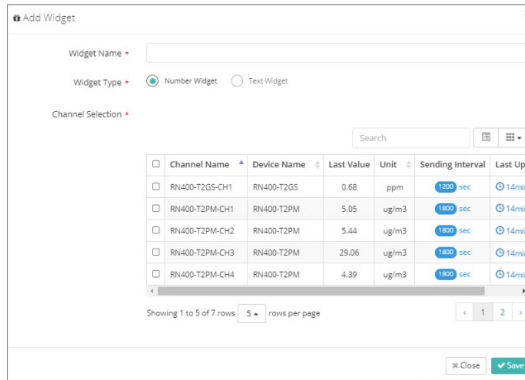 Add Widget
Widget Name *
Widget Type * Number Widget Text Widget
Channel Selection *
Search
Channel Name Device Name Last Value Unit Sending Interval Last Up
RN400-T2GS-CH1 RN400-T2GS 0.68 ppm 1200 sec 14mi
RN400-T2PM-CH1 RN400-T2PM 5.05 ug/m3 1800 sec 14mi
RN400-T2PM-CH2 RN400-T2PM 5.44 ug/m3 1800 sec 14mi
RN400-T2PM-CH3 RN400-T2PM 29.06 ug/m3 1800 sec 14mi
RN400-T2PM-CH4 RN400-T2PM 4.39 ug/m3 1800 sec 14mi
Showing 1 to 5 of 7 rows 5 rows per page ‹ 1 2 ›
Close Save